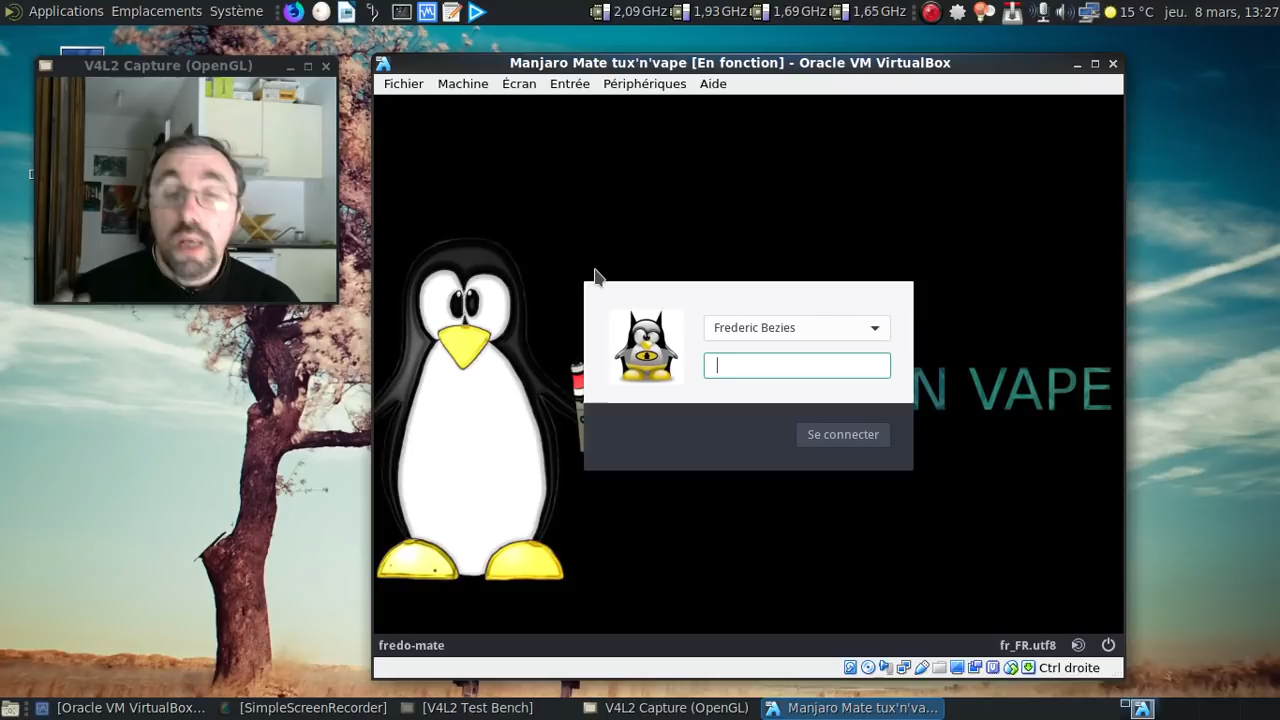 Applications Emplacements Système 2,09 GHz 1,93 GHz 1,69 GHz 1,65 GHz 15 °C jeu. 8 mars, 13:27
V4L2 Capture (OpenGL)
Manjaro Mate tux'n'vape [En fonction] - Oracle VM VirtualBox
Fichier Machine Écran Entrée Périphériques Aide
Frederic Bezies
N VAPE
Se connecter
fredo-mate fr_FR.utf8
Ctrl droite
[Oracle VM VirtualBox... [SimpleScreenRecorder] [V4L2 Test Bench] V4L2 Capture (OpenGL) Manjaro Mate tux'n'va...